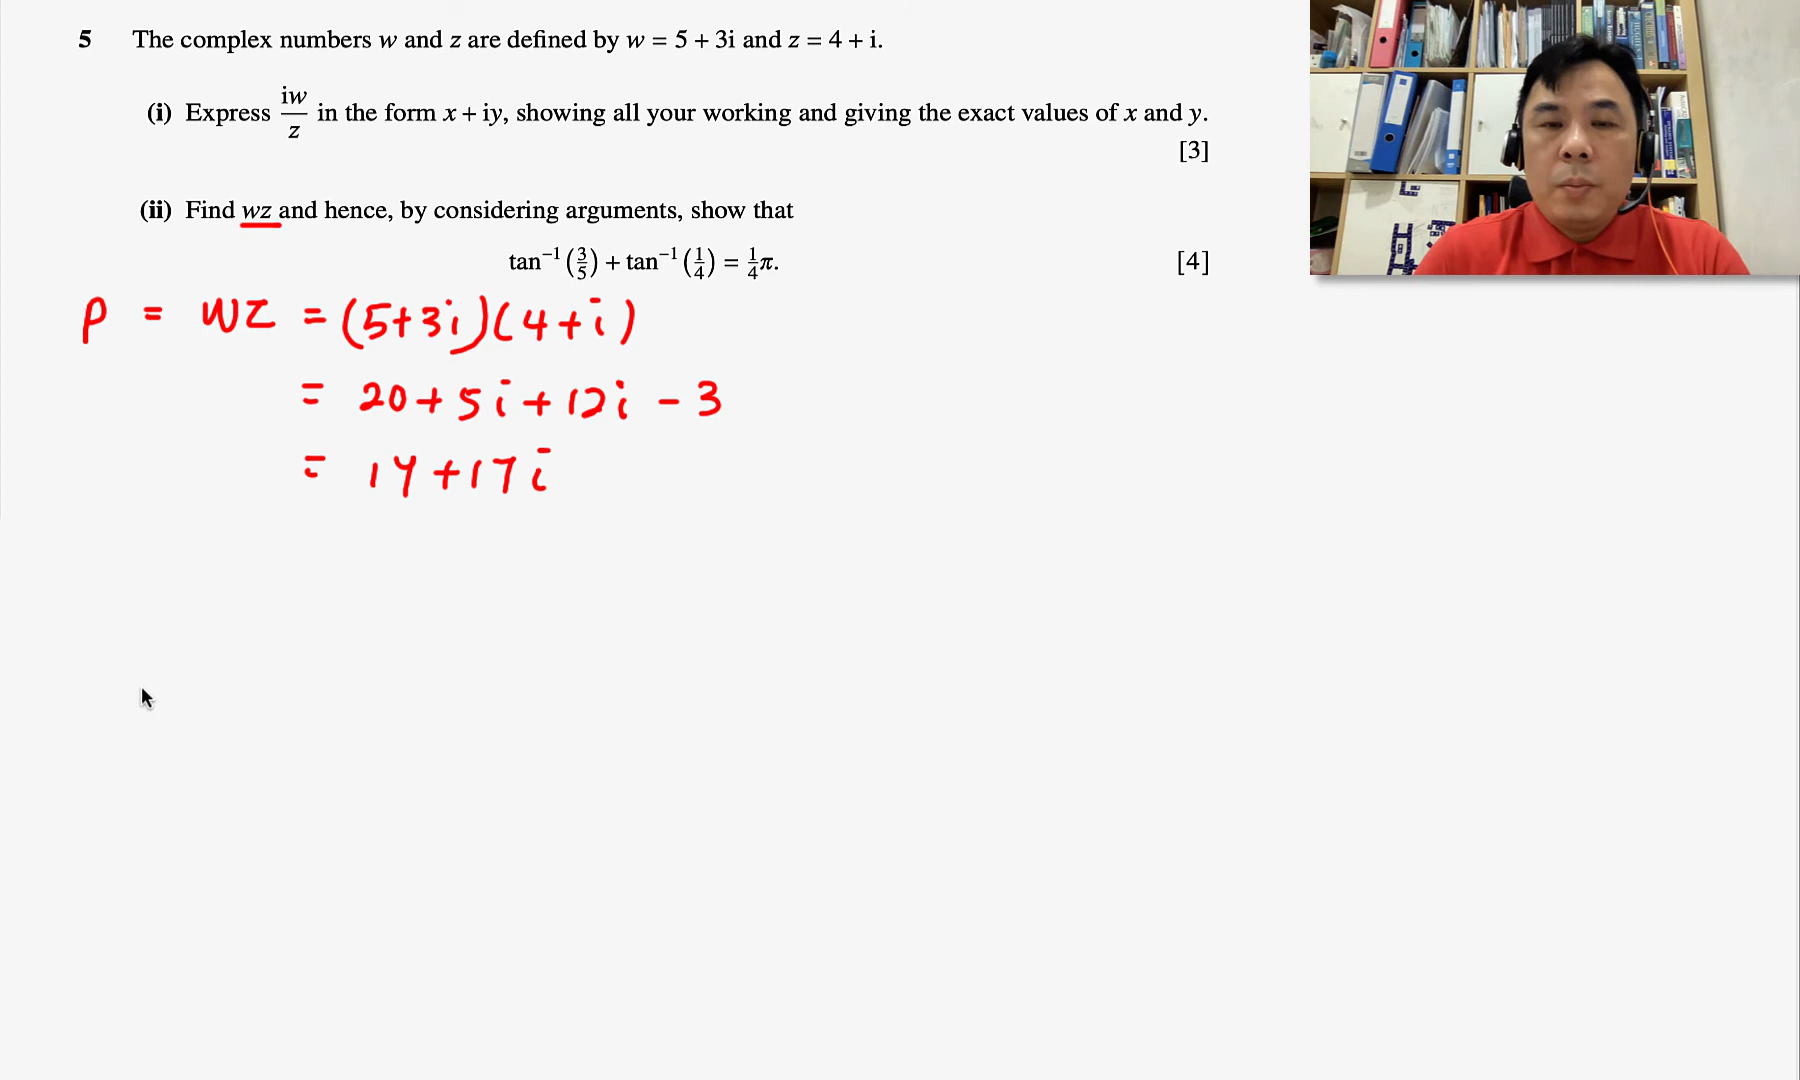 5 The complex numbers w and z are defined by w = 5 + 3i and z = 4 + i.
(i) Express iw/z in the form x + iy, showing all your working and giving the exact values of x and y.
[3]
(ii) Find wz and hence, by considering arguments, show that
tan⁻¹(3/5) + tan⁻¹(1/4) = 1/4π. [4]
P = wz = (5+3i)(4+i)
= 20+5i+12i-3
= 17+17i